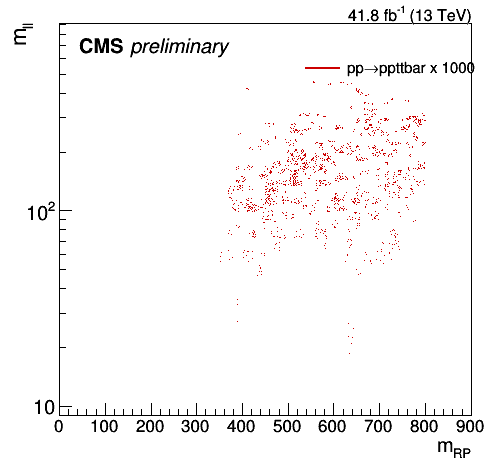 41.8 fb⁻¹ (13 TeV)
m_ll
CMS preliminary
pp→ppttbar x 1000
10²
10
0 100 200 300 400 500 600 700 800 900
m_RP